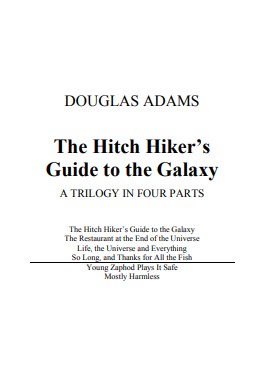 DOUGLAS ADAMS
The Hitch Hiker’s
Guide to the Galaxy
A TRILOGY IN FOUR PARTS
The Hitch Hiker’s Guide to the Galaxy
The Restaurant at the End of the Universe
Life, the Universe and Everything
So Long, and Thanks for All the Fish
Young Zaphod Plays It Safe
Mostly Harmless